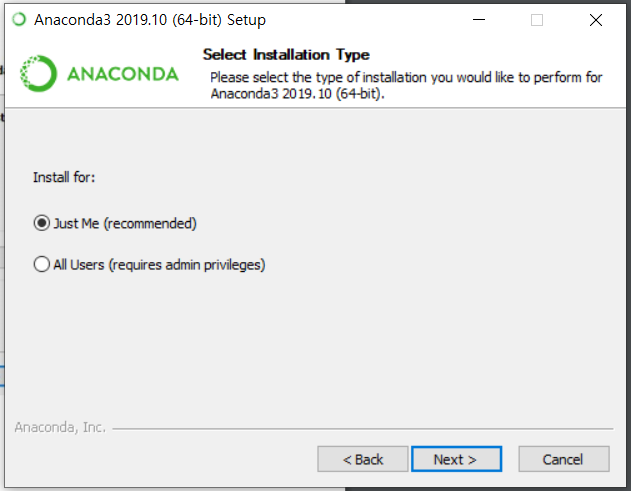 Anaconda3 2019.10 (64-bit) Setup
ANACONDA
Select Installation Type
Please select the type of installation you would like to perform for
Anaconda3 2019.10 (64-bit).
Install for:
Just Me (recommended)
All Users (requires admin privileges)
Anaconda, Inc.
< Back
Next >
Cancel